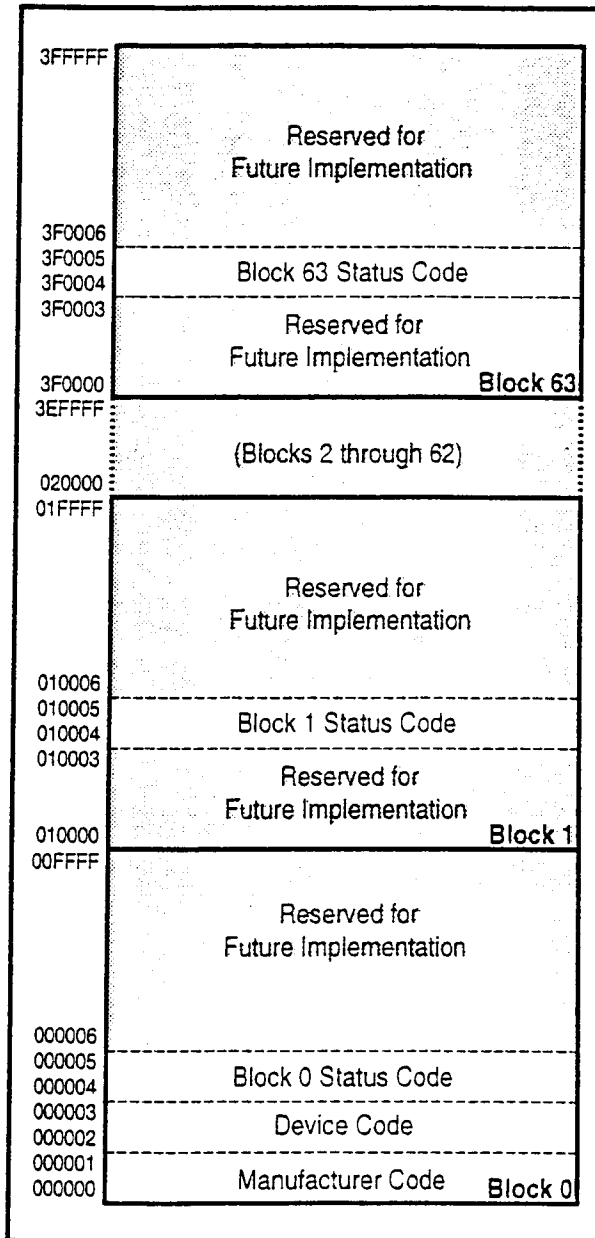 3FFFFF
Reserved for
Future Implementation
3F0006
3F0005
Block 63 Status Code
3F0004
3F0003
Reserved for
Future Implementation
3F0000
Block 63
3EFFFF
(Blocks 2 through 62)
020000
01FFFF
Reserved for
Future Implementation
010006
010005
Block 1 Status Code
010004
010003
Reserved for
Future Implementation
010000
Block 1
00FFFF
Reserved for
Future Implementation
000006
000005
Block 0 Status Code
000004
000003
Device Code
000002
000001
Manufacturer Code
000000
Block 0